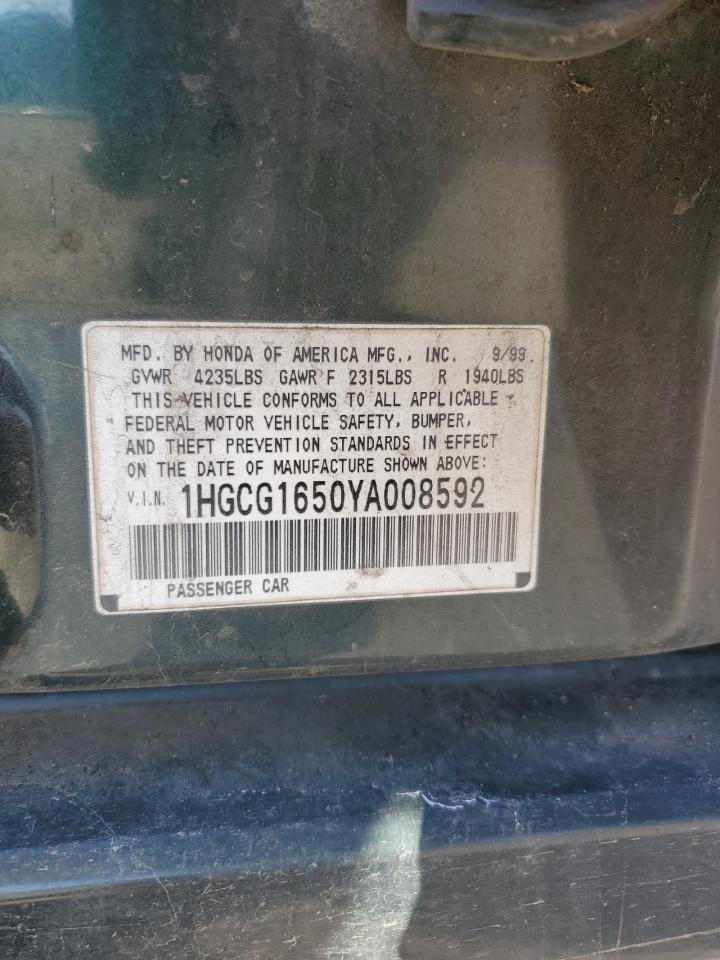 MFD. BY HONDA OF AMERICA MFG., INC. 9/99
GVWR 4235LBS GAWR F 2315LBS R 1940LBS
THIS VEHICLE CONFORMS TO ALL APPLICABLE
FEDERAL MOTOR VEHICLE SAFETY, BUMPER,
AND THEFT PREVENTION STANDARDS IN EFFECT
ON THE DATE OF MANUFACTURE SHOWN ABOVE:
V.I.N. 1HGCG1650YA008592
PASSENGER CAR